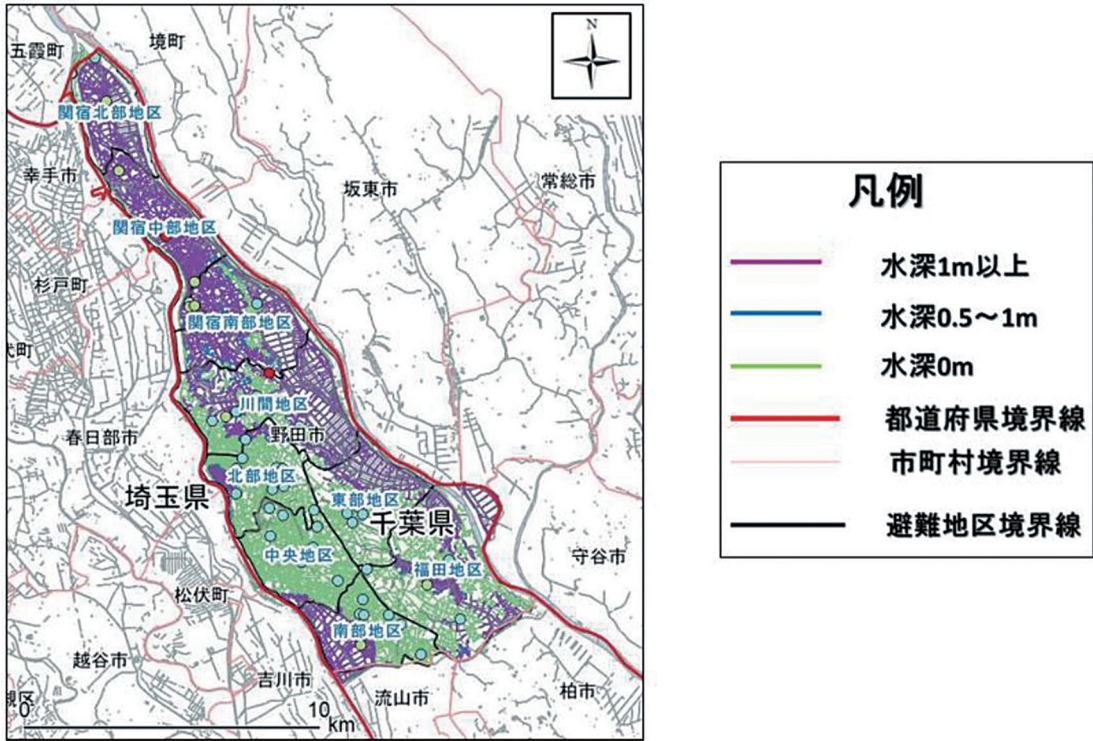 N
五霞町
境町
関宿北部地区
幸手市
坂東市
常総市
関宿中部地区
杉戸町
関宿南部地区
代町
川間地区
春日部市
野田市
北部地区
埼玉県
東部地区
千葉県
中央地区
福田地区
守谷市
松伏町
南部地区
越谷市
吉川市
流山市
柏市
0
10
km
凡例
水深1m以上
水深0.5～1m
水深0m
都道府県境界線
市町村境界線
避難地区境界線